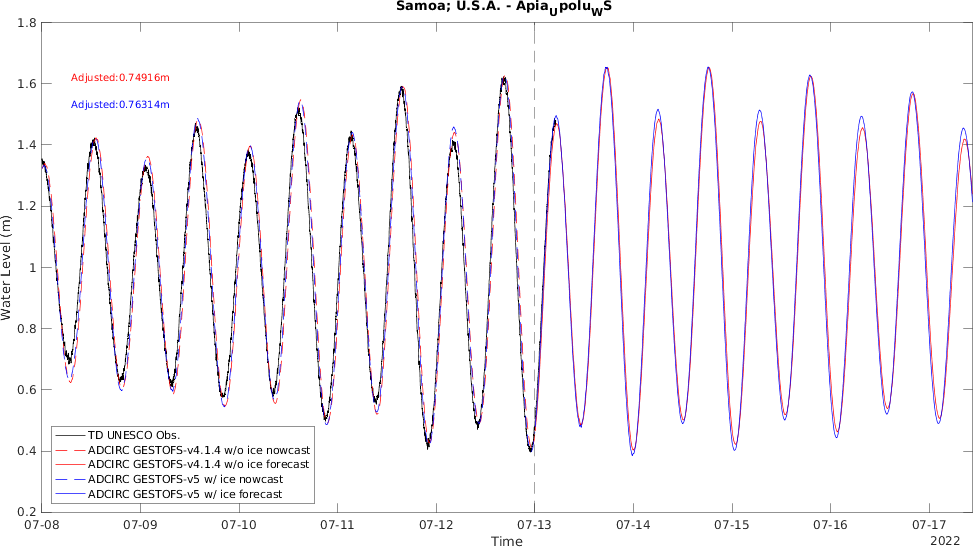 Samoa; U.S.A. - ApiaUpoluWS
1.8
1.6
1.4
1.2
1
0.8
0.6
0.4
0.2
Water Level (m)
Adjusted:0.74916m
Adjusted:0.76314m
TD UNESCO Obs.
ADCIRC GESTOFS-v4.1.4 w/o ice nowcast
ADCIRC GESTOFS-v4.1.4 w/o ice forecast
ADCIRC GESTOFS-v5 w/ ice nowcast
ADCIRC GESTOFS-v5 w/ ice forecast
07-08 07-09 07-10 07-11 07-12 07-13 07-14 07-15 07-16 07-17
Time
2022